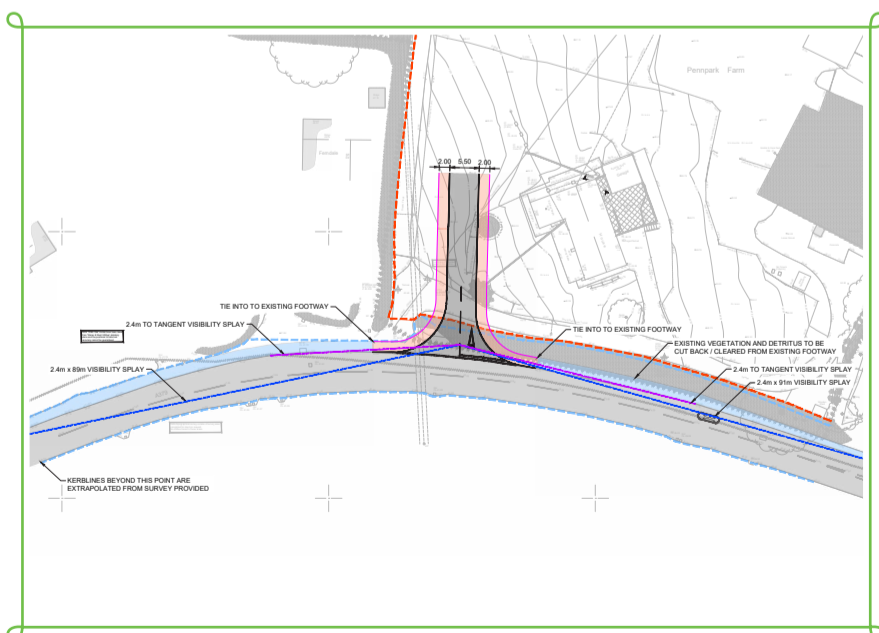 Pennpark Farm
2.00 5.50 2.00
TIE INTO TO EXISTING FOOTWAY
2.4m TO TANGENT VISIBILITY SPLAY
2.4m x 89m VISIBILITY SPLAY
TIE INTO TO EXISTING FOOTWAY
EXISTING VEGETATION AND DETRITUS TO BE
CUT BACK / CLEARED FROM EXISTING FOOTWAY
2.4m TO TANGENT VISIBILITY SPLAY
2.4m x 91m VISIBILITY SPLAY
KERBLINES BEYOND THIS POINT ARE
EXTRAPOLATED FROM SURVEY PROVIDED